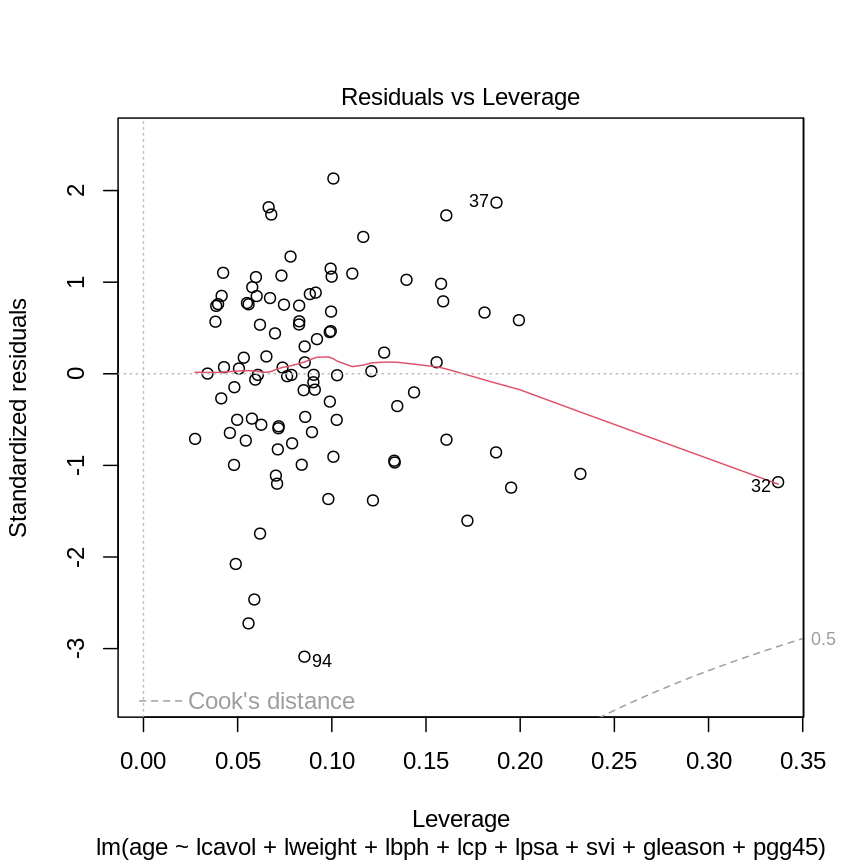 Residuals vs Leverage
Standardized residuals
2
1
0
-1
-2
-3
37
32
94
0.5
Cook's distance
0.00 0.05 0.10 0.15 0.20 0.25 0.30 0.35
Leverage
lm(age ~ lcavol + lweight + lbph + lcp + lpsa + svi + gleason + pgg45)